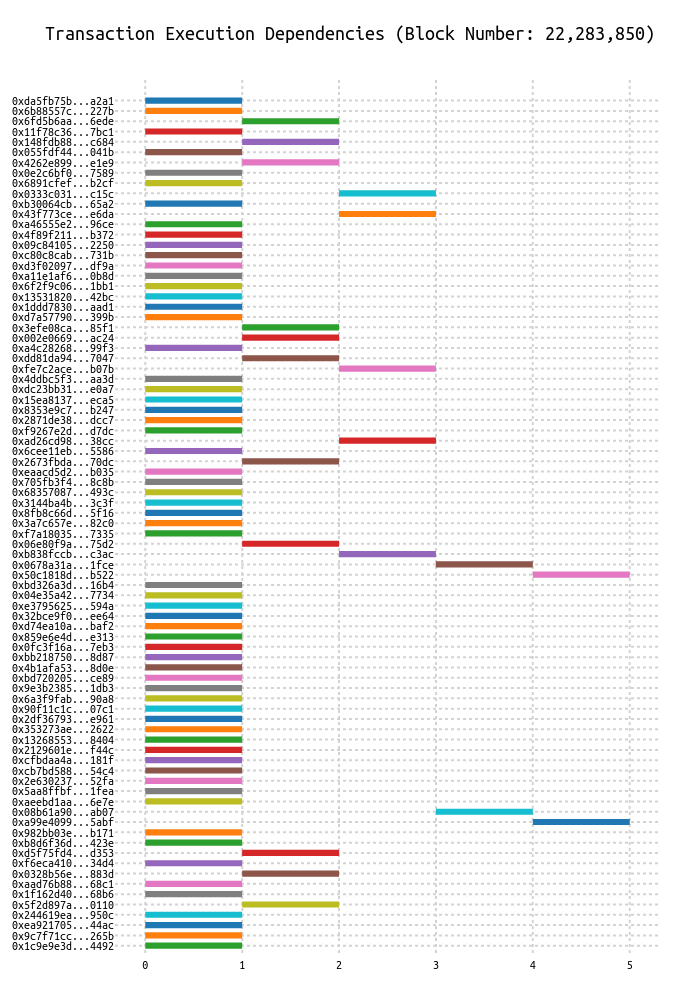 Transaction Execution Dependencies (Block Number: 22,283,850)
0xda5fb75b...a2a1
0x6b88557c...227b
0x6fd5b6aa...6ede
0x11f78c36...7bc1
0x148fdb88...c684
0x055fdf44...041b
0x4262e899...e1e9
0x0e2c6bf0...7589
0x6891cfef...b2cf
0x0333c031...c15c
0xb30064cb...65a2
0x43f773ce...e6da
0xa46555e2...96ce
0x4f89f211...b372
0x09c84105...2250
0xc80c8cab...731b
0xd3f02097...df9a
0xa11e1af6...0b8d
0x6f2f9c06...1bb1
0x13531820...42bc
0x1ddd7830...aad1
0xd7a57790...399b
0x3efe08ca...85f1
0x002e0669...ac24
0xa4c28268...99f3
0xdd81da94...7047
0xfe7c2ace...b07b
0x4ddbc5f3...aa3d
0xdc23bb31...e0a7
0x15ea8137...eca5
0x8353e9c7...b247
0x2871de38...dcc7
0xf9267e2d...d7dc
0xad26cd98...38cc
0x6cee11eb...5586
0x2673fbda...70dc
0xeaacd5d2...b035
0x705fb3f4...8c8b
0x68357087...493c
0x3144ba4b...3c3f
0x8fb8c66d...5f16
0x3a7c657e...82c0
0xf7a18035...7335
0x06e80f9a...75d2
0xb838fccb...c3ac
0x0678a31a...1fce
0x50c1818d...b522
0xbd326a3d...16b4
0x04e35a42...7734
0xe3795625...594a
0x32bce9f0...ee64
0xd74ea10a...baf2
0x859e6e4d...e313
0x0fc3f16a...7eb3
0xbb218750...8d87
0x4b1afa53...8d0e
0xbd720205...ce89
0x9e3b2385...1db3
0x6a3f9fab...90a8
0x90f11c1c...07c1
0x2df36793...e961
0x353273ae...2622
0x13268553...8404
0x2129601e...f44c
0xcfbdaa4a...181f
0xcb7bd588...54c4
0x2e630237...52fa
0x5aa8ffbf...1fea
0xaeebd1aa...6e7e
0x08b61a90...ab07
0xa99e4099...5abf
0x982bb03e...b171
0xb8d6f36d...423e
0xd5f75fd4...d353
0xf6eca410...34d4
0x0328b56e...883d
0xaad76b88...68c1
0x1f162d40...68b6
0x5f2d897a...0110
0x244619ea...950c
0xea921705...44ac
0x9c7f71cc...265b
0x1c9e9e3d...4492
0 1 2 3 4 5